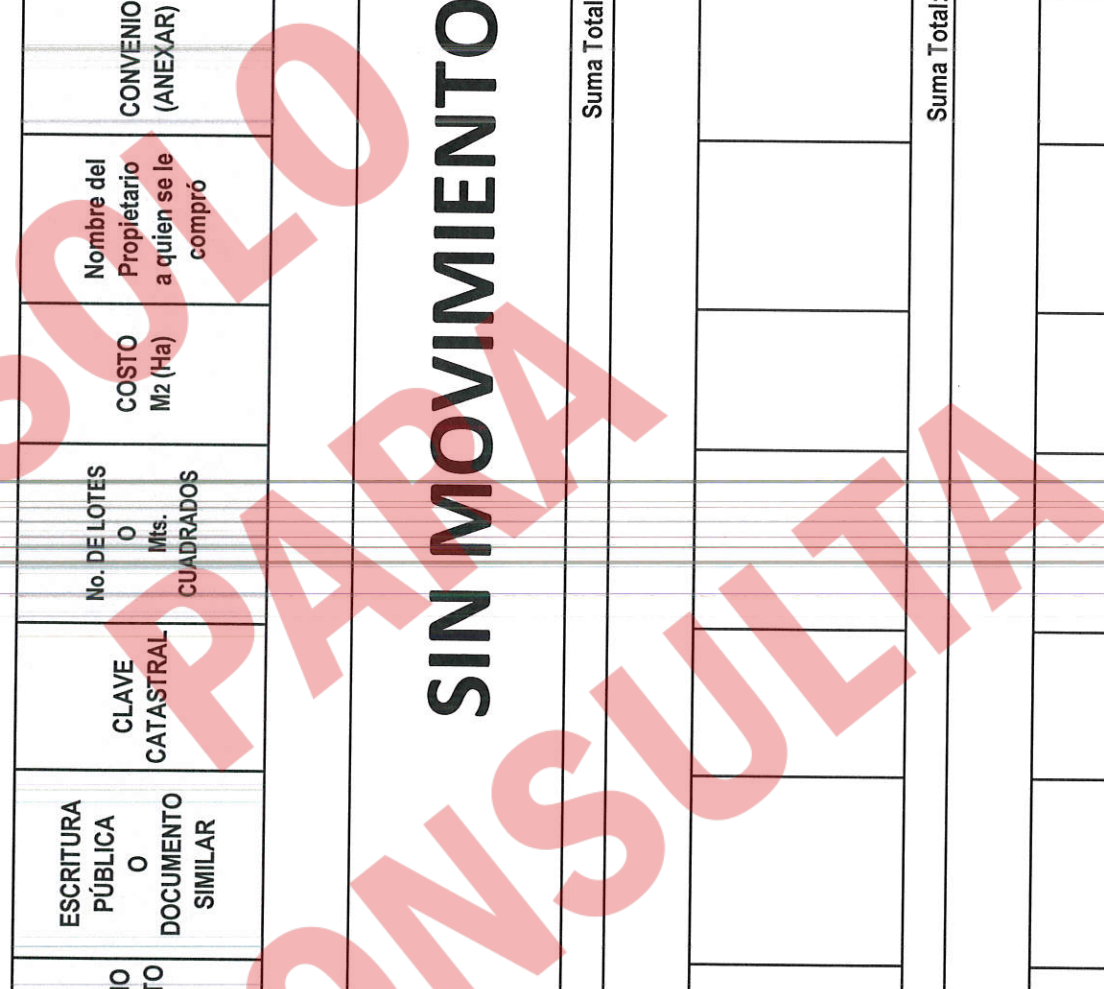 ESCRITURA
PÚBLICA
O
DOCUMENTO
SIMILAR
CLAVE
CATASTRAL
No. DE LOTES
O
Mts.
CUADRADOS
COSTO
M2 (Ha)
Nombre del
Propietario
a quien se le
compró
CONVENIO
(ANEXAR)
SIN MOVIMIENTO
Suma Total
Suma Total:
SOLO
PARA
CONSULTA